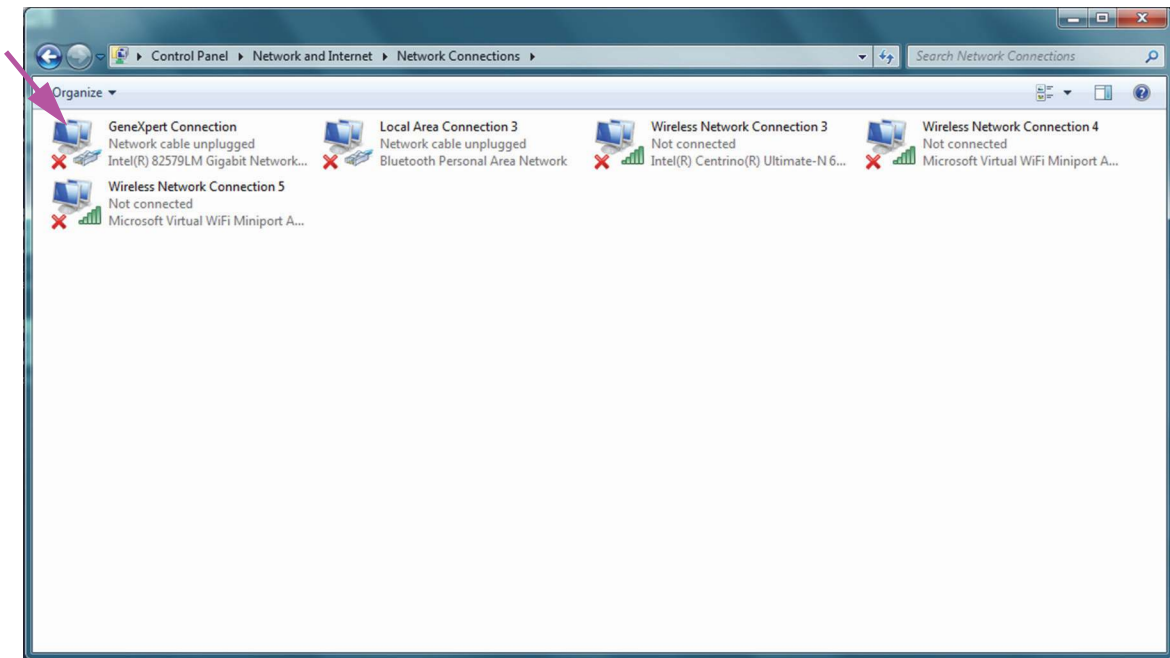 Control Panel Network and Internet Network Connections
Search Network Connections
Organize
GeneXpert Connection
Network cable unplugged
Intel(R) 82579LM Gigabit Network...
Local Area Connection 3
Network cable unplugged
Bluetooth Personal Area Network
Wireless Network Connection 3
Not connected
Intel(R) Centrino(R) Ultimate-N 6...
Wireless Network Connection 4
Not connected
Microsoft Virtual WiFi Miniport A...
Wireless Network Connection 5
Not connected
Microsoft Virtual WiFi Miniport A...